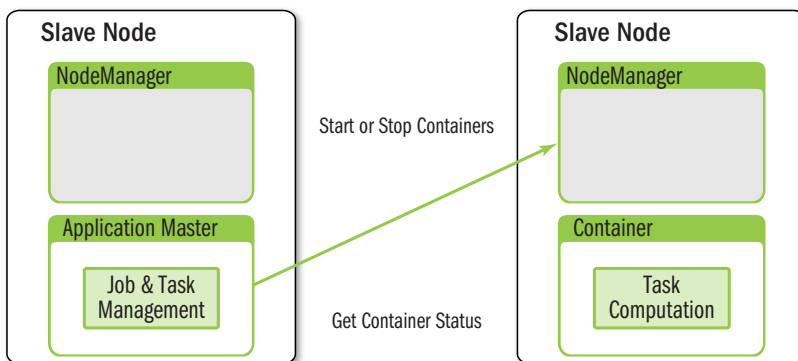 Slave Node
NodeManager
Application Master
Job & Task
Management
Start or Stop Containers
Get Container Status
Slave Node
NodeManager
Container
Task
Computation